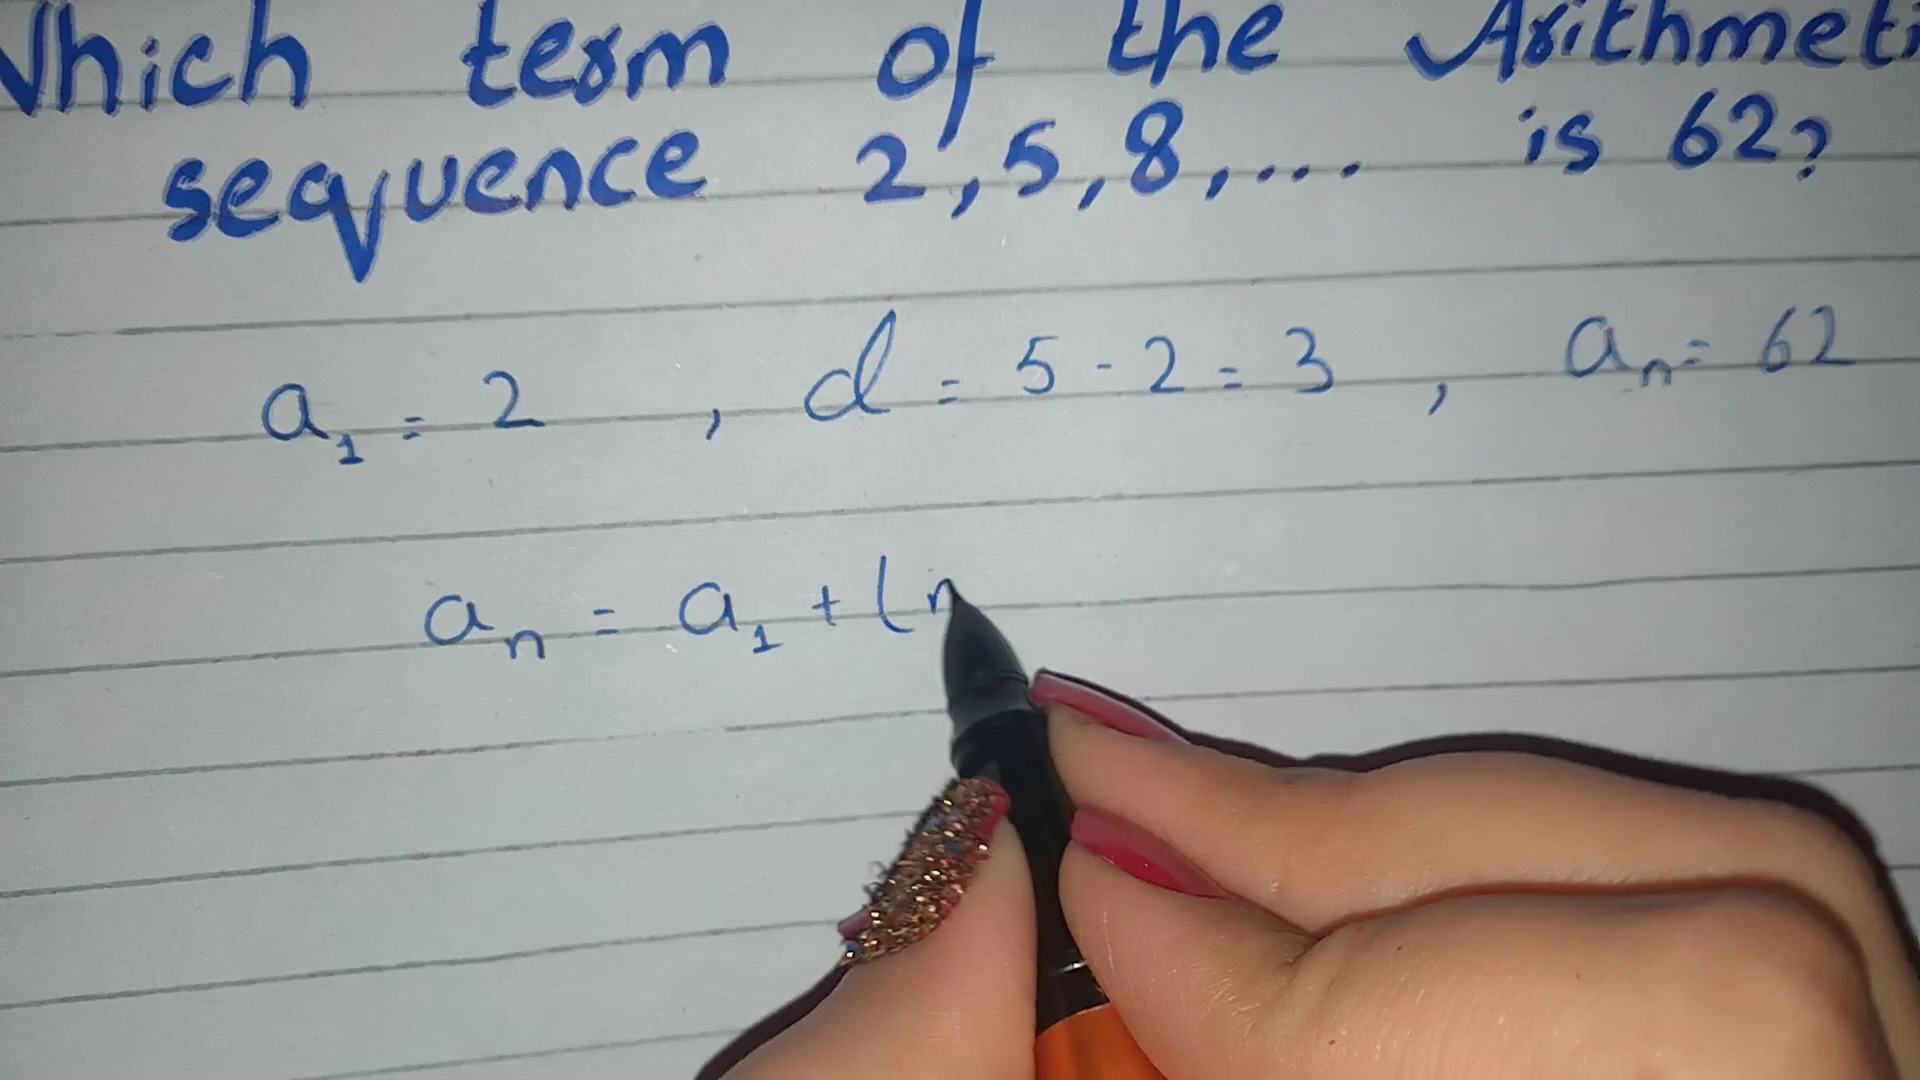 Which term of the Arithmeti
sequence 2,5,8,.... is 62?
a₁ = 2 , d = 5 - 2 = 3 , aₙ = 62
aₙ = a₁ + (n